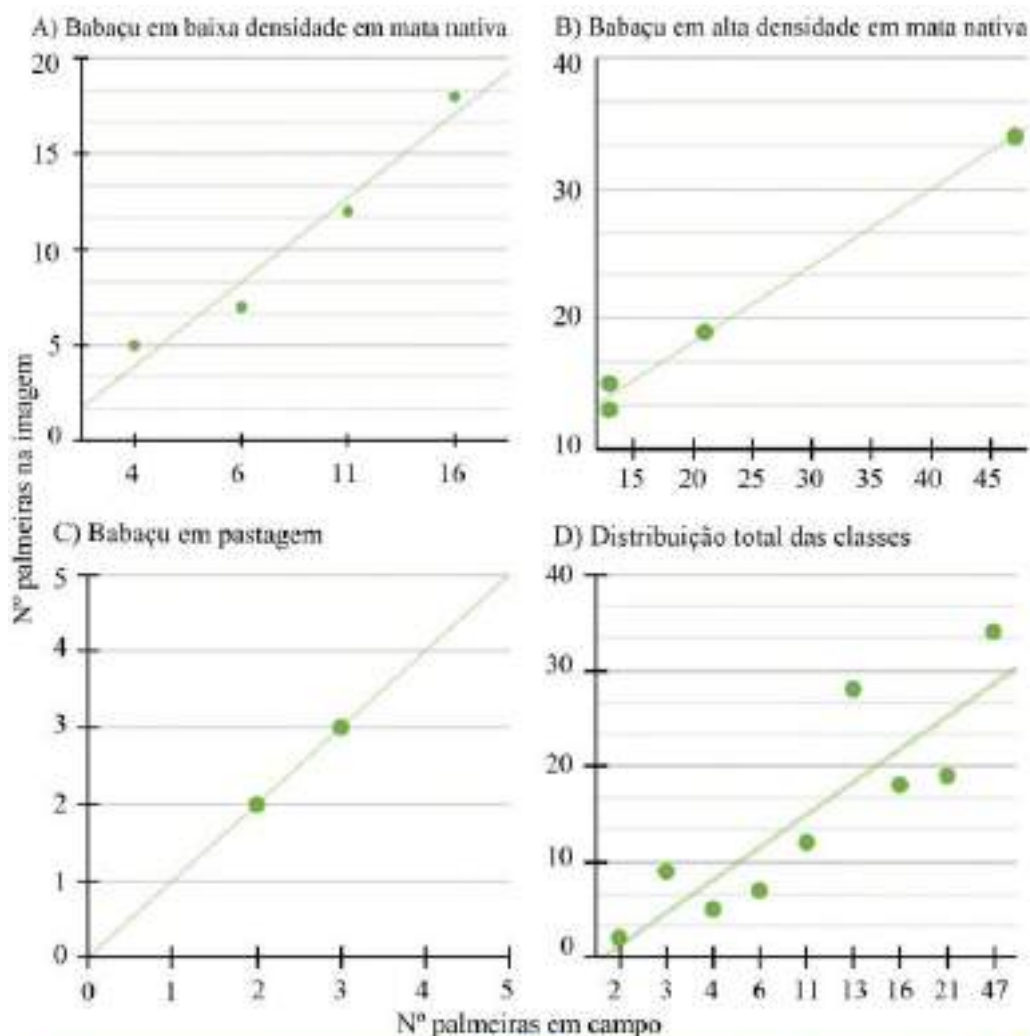 A) Babaçu em baixa densidade em mata nativa
20
15
10
5
0
4 6 11 16
B) Babaçu em alta densidade em mata nativa
40
30
20
10
15 20 25 30 35 40 45
Nº palmeiras na imagem
C) Babaçu em pastagem
5
4
3
2
1
0
0 1 2 3 4 5
D) Distribuição total das classes
40
30
20
10
0
2 3 4 6 11 13 16 21 47
Nº palmeiras em campo